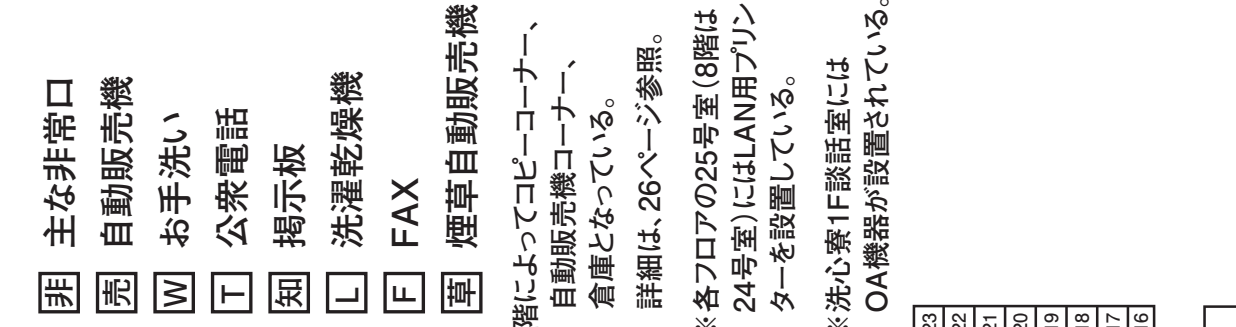 非 主な非常口
売 自動販売機
W お手洗い
T 公衆電話
知 掲示板
L 洗濯乾燥機
F FAX
草 煙草自動販売機
階によってコピーコーナー、
自動販売機コーナー、
倉庫となっている。
詳細は、26ページ参照。
※各フロアの25号室(8階は
24号室)にはLAN用プリン
ターを設置している。
※洗心寮1F談話室には
OA機器が設置されている。
23
22
21
20
19
18
17
16